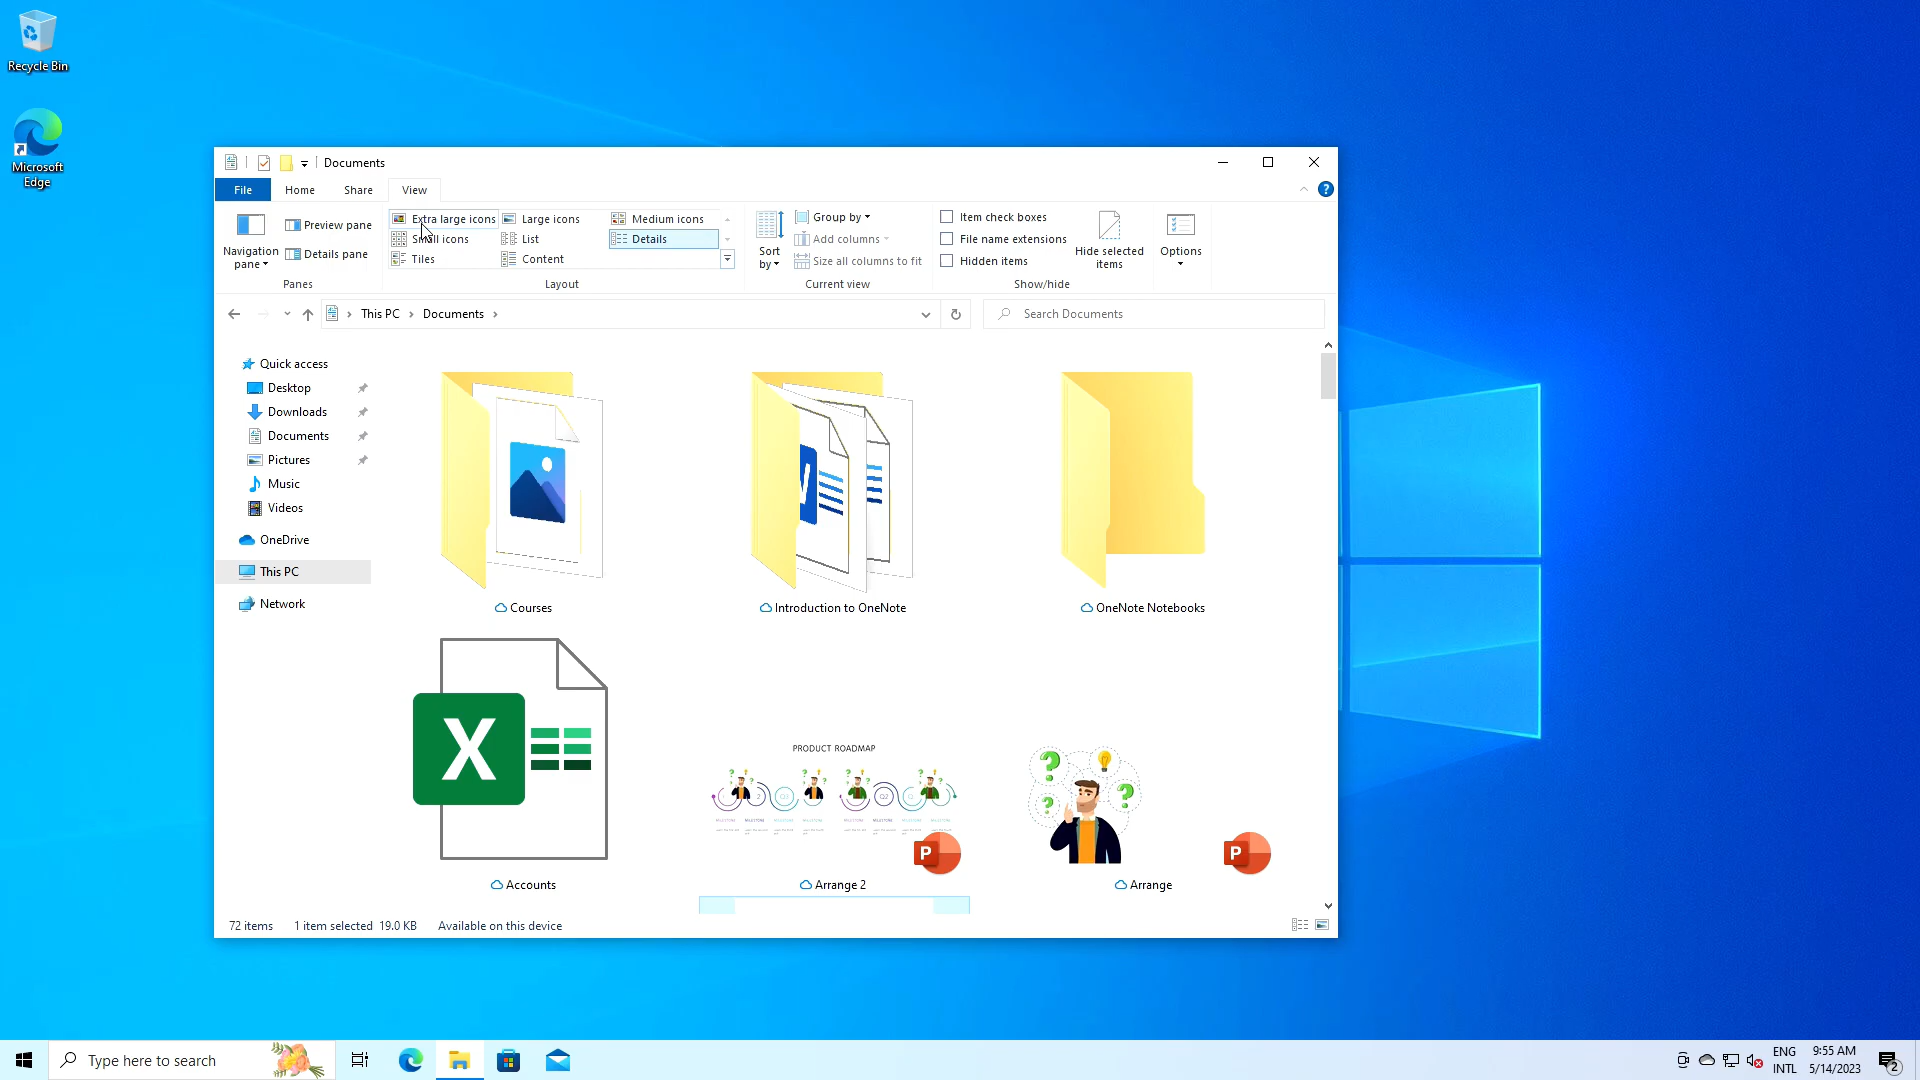 Recycle Bin
Microsoft
Edge
Documents
File
Home
Share
View
Navigation
pane
Preview pane
Details pane
Panes
Extra large icons
Large icons
Medium icons
Small icons
List
Details
Tiles
Content
Layout
Sort
by
Group by
Add columns
Size all columns to fit
Current view
Item check boxes
File name extensions
Hidden items
Hide selected
items
Show/hide
Options
This PC
Documents
Search Documents
Quick access
Desktop
Downloads
Documents
Pictures
Music
Videos
OneDrive
This PC
Network
Courses
Introduction to OneNote
OneNote Notebooks
X
PRODUCT ROADMAP
P
P
Accounts
Arrange 2
Arrange
72 items
1 item selected 19.0 KB
Available on this device
Type here to search
ENG
INTL
9:55 AM
5/14/2023
2